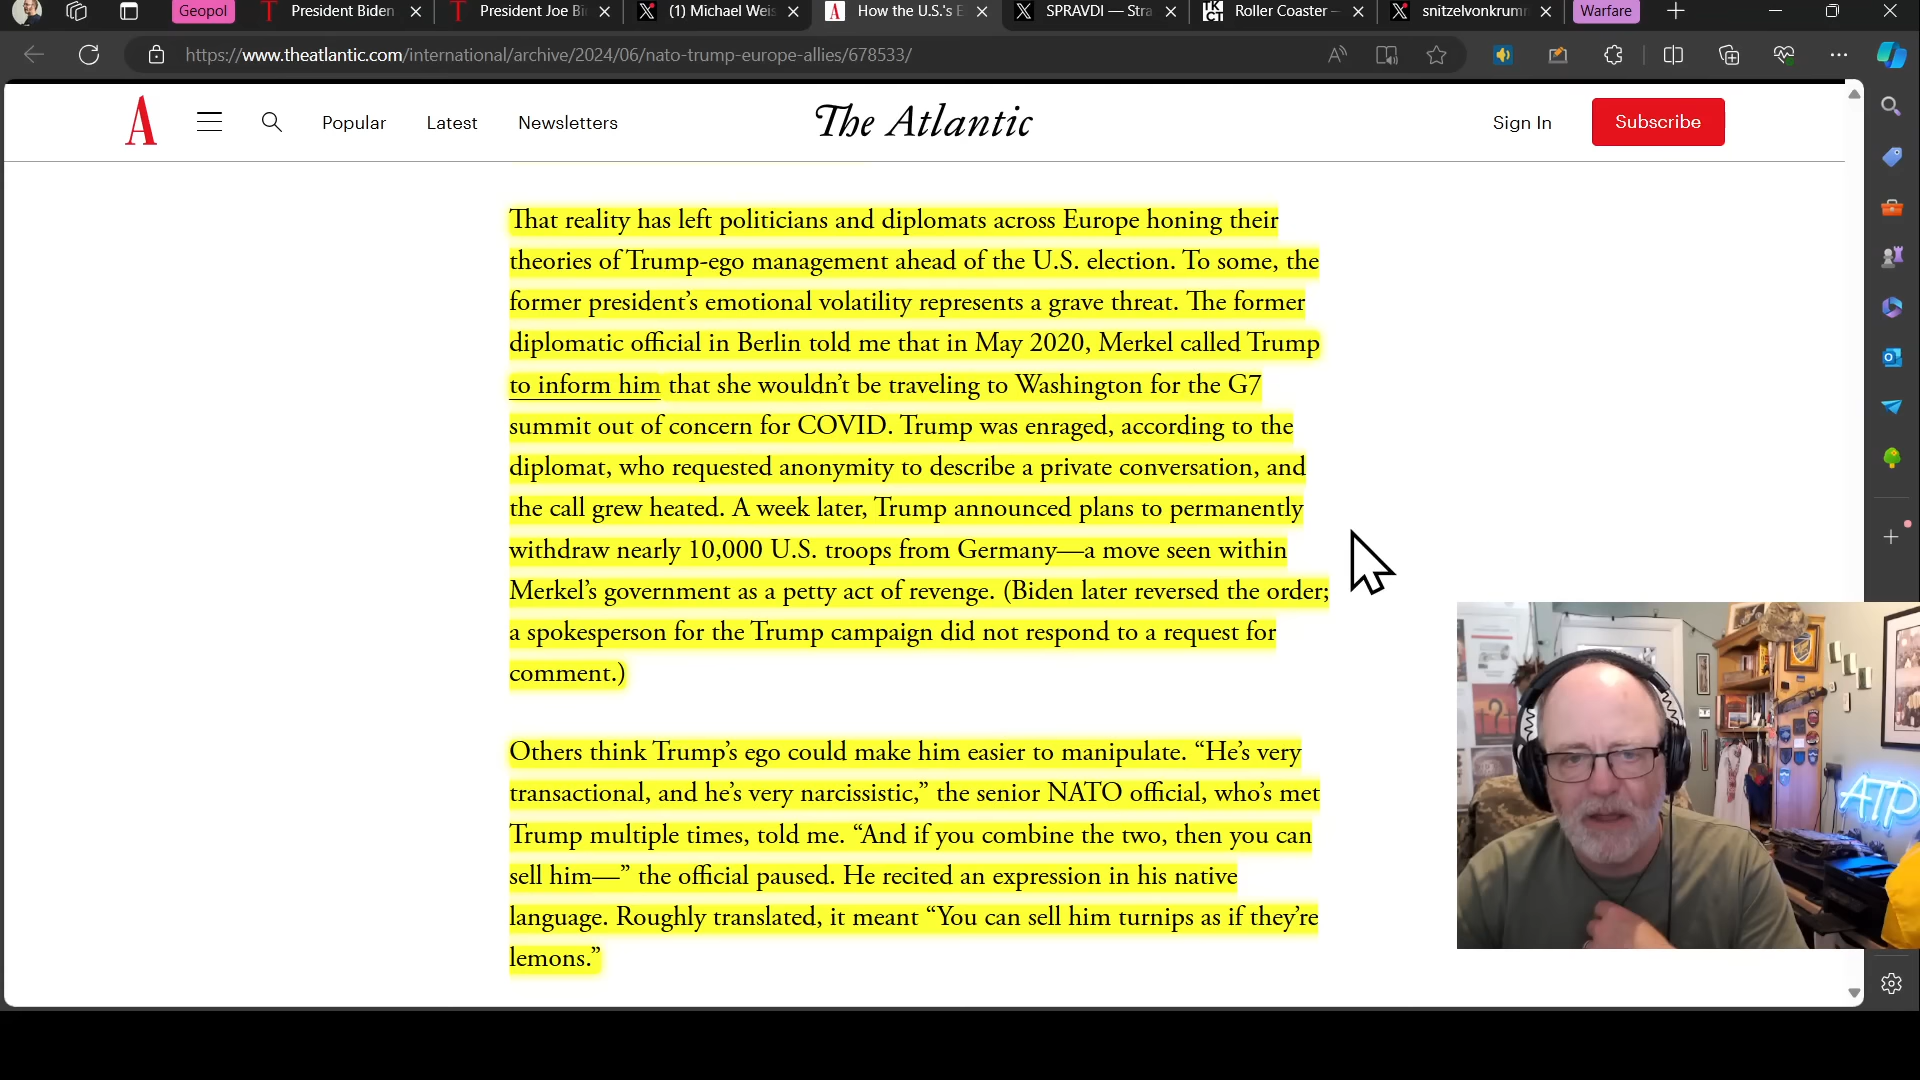 Geopol
President Biden
President Joe Bi
(1) Michael Weis
How the U.S.'s E
SPRAVDI — Stra
Roller Coaster —
snitzelvonkrumm
Warfare
https://www.theatlantic.com/international/archive/2024/06/nato-trump-europe-allies/678533/
Popular
Latest
Newsletters
The Atlantic
Sign In
Subscribe
That reality has left politicians and diplomats across Europe honing their
theories of Trump-ego management ahead of the U.S. election. To some, the
former president’s emotional volatility represents a grave threat. The former
diplomatic official in Berlin told me that in May 2020, Merkel called Trump
to inform him that she wouldn’t be traveling to Washington for the G7
summit out of concern for COVID. Trump was enraged, according to the
diplomat, who requested anonymity to describe a private conversation, and
the call grew heated. A week later, Trump announced plans to permanently
withdraw nearly 10,000 U.S. troops from Germany—a move seen within
Merkel’s government as a petty act of revenge. (Biden later reversed the order;
a spokesperson for the Trump campaign did not respond to a request for
comment.)
Others think Trump’s ego could make him easier to manipulate. “He’s very
transactional, and he’s very narcissistic,” the senior NATO official, who’s met
Trump multiple times, told me. “And if you combine the two, then you can
sell him—” the official paused. He recited an expression in his native
language. Roughly translated, it meant “You can sell him turnips as if they’re
lemons.”
ATP